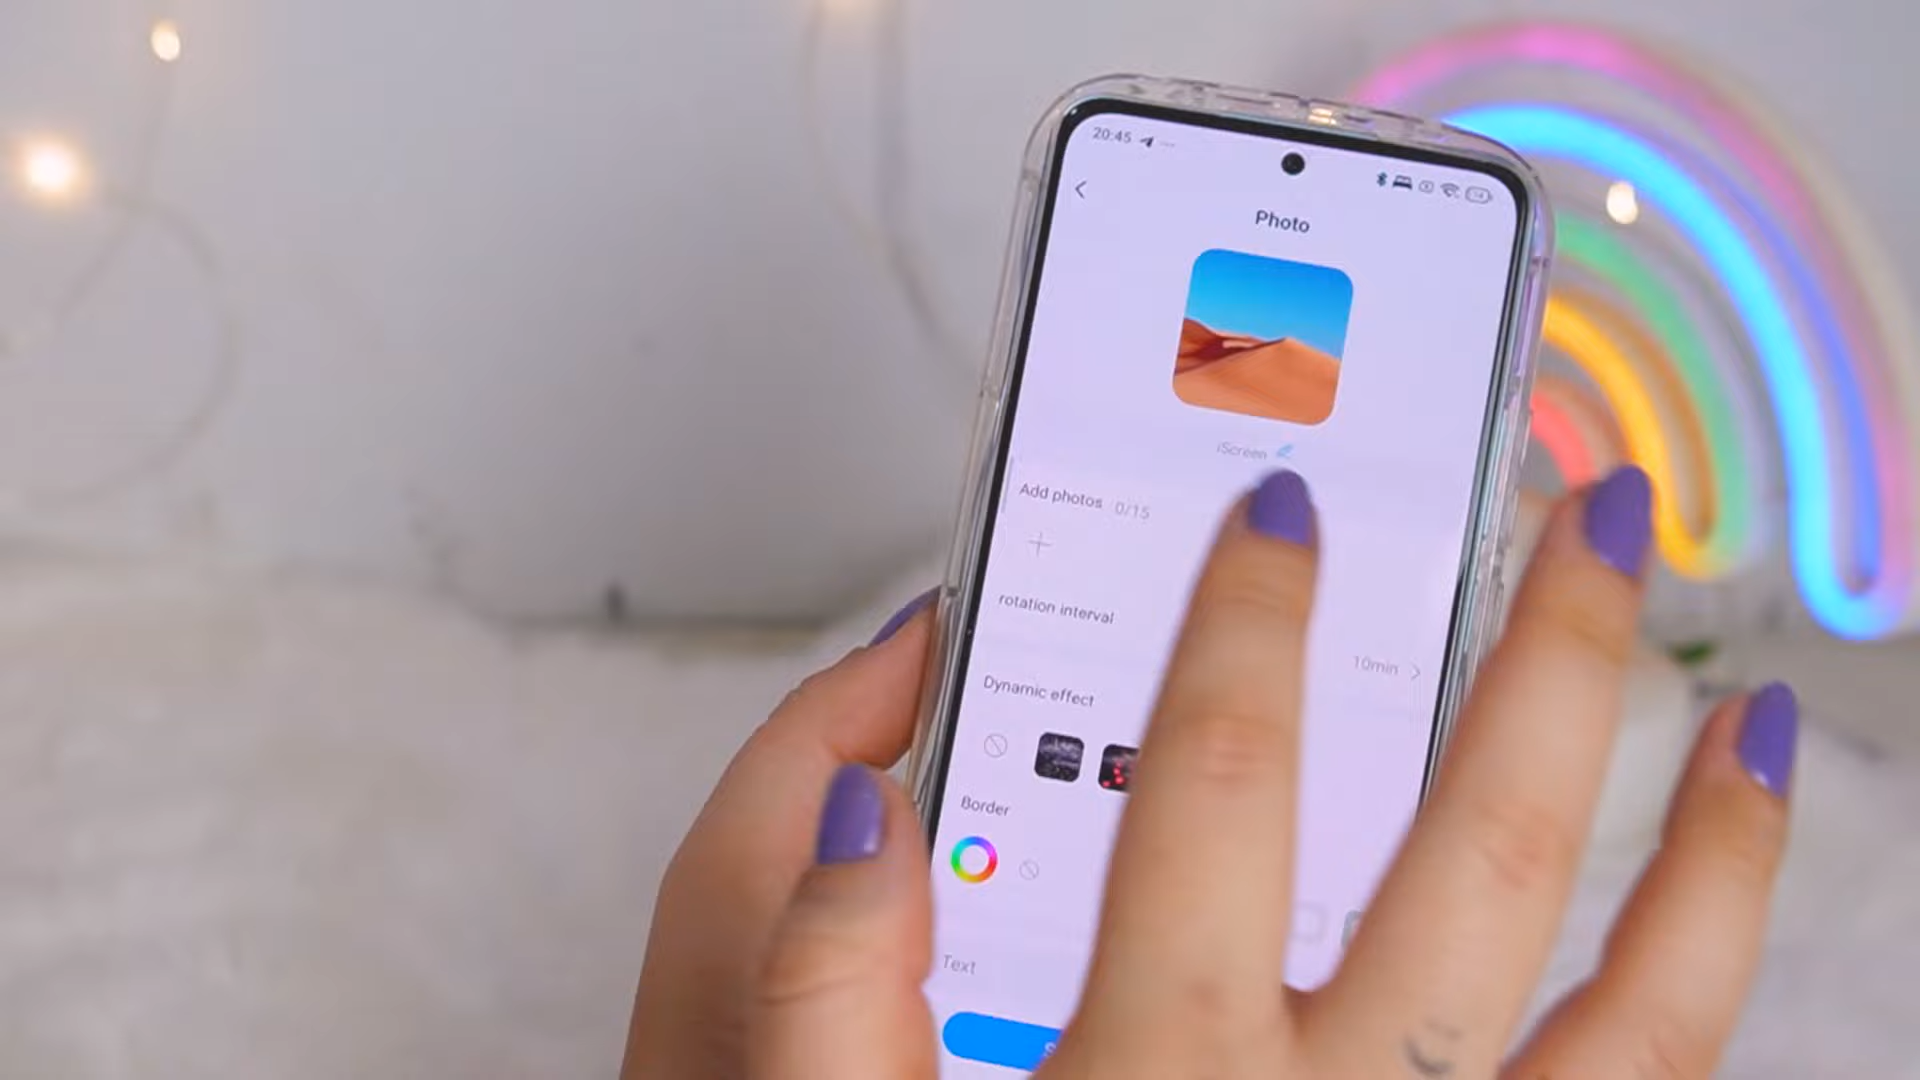 20:45
Photo
iScreen
Add photos 0/15
rotation interval
10min
Dynamic effect
Border
Text
S